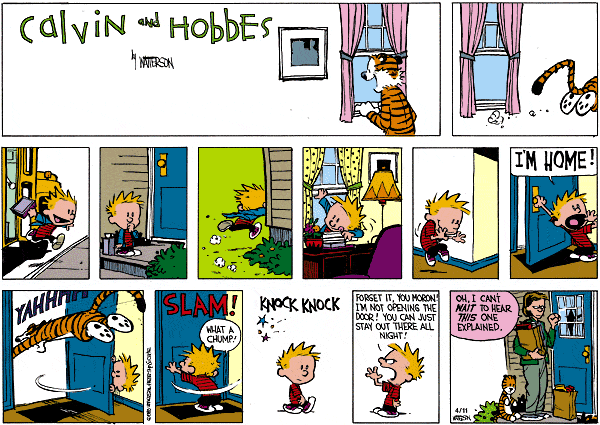 Calvin and Hobbes
by WATTERSON
I'M HOME!
YAHHHH
SLAM!
WHAT A
CHUMP!
KNOCK KNOCK
FORGET IT, YOU MORON!
I'M NOT OPENING THE
DOOR! YOU CAN JUST
STAY OUT THERE ALL
NIGHT!
OH, I CAN'T
WAIT TO HEAR
THIS ONE
EXPLAINED.
4/11
WATTERSON